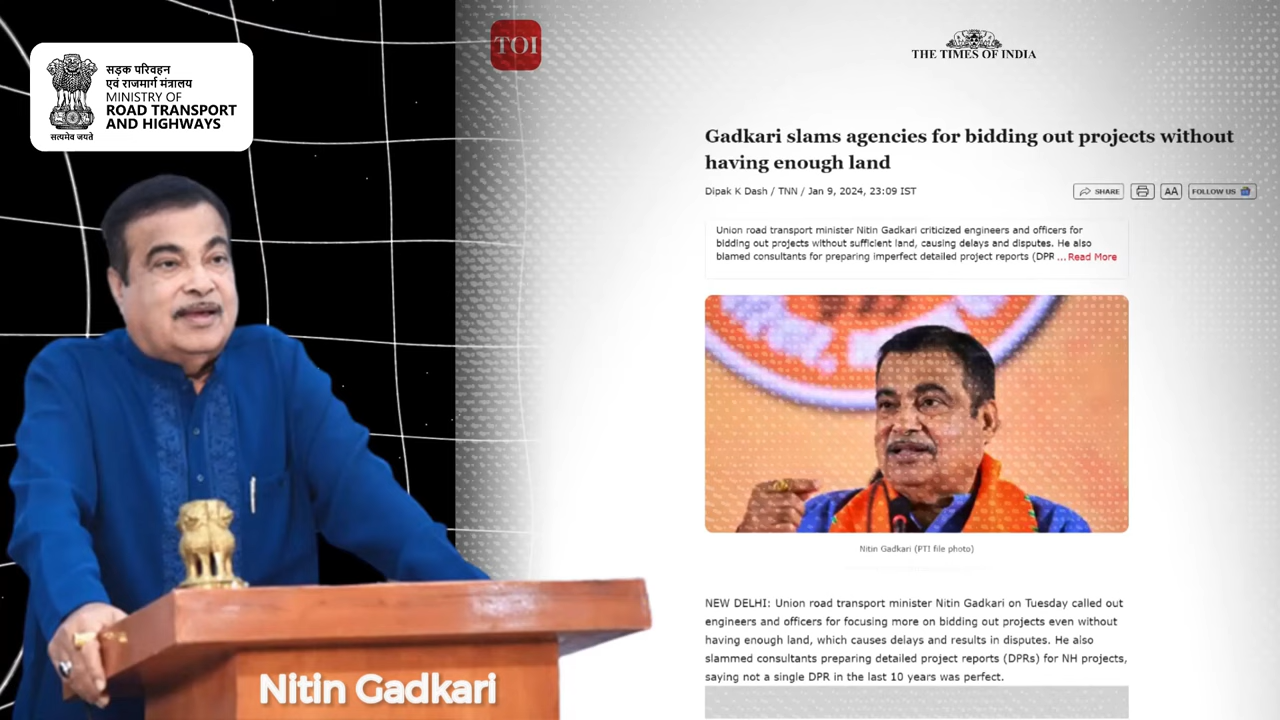 सड़क परिवहन
एवं राजमार्ग मंत्रालय
MINISTRY OF
ROAD TRANSPORT
AND HIGHWAYS
सत्यमेव जयते
Nitin Gadkari
TOI
THE TIMES OF INDIA
Gadkari slams agencies for bidding out projects without
having enough land
Dipak K Dash / TNN / Jan 9, 2024, 23:09 IST
SHARE
AA
FOLLOW US
Union road transport minister Nitin Gadkari criticized engineers and officers for
bidding out projects without sufficient land, causing delays and disputes. He also
blamed consultants for preparing imperfect detailed project reports (DPR ... Read More
Nitin Gadkari (PTI file photo)
NEW DELHI: Union road transport minister Nitin Gadkari on Tuesday called out
engineers and officers for focusing more on bidding out projects even without
having enough land, which causes delays and results in disputes. He also
slammed consultants preparing detailed project reports (DPRs) for NH projects,
saying not a single DPR in the last 10 years was perfect.